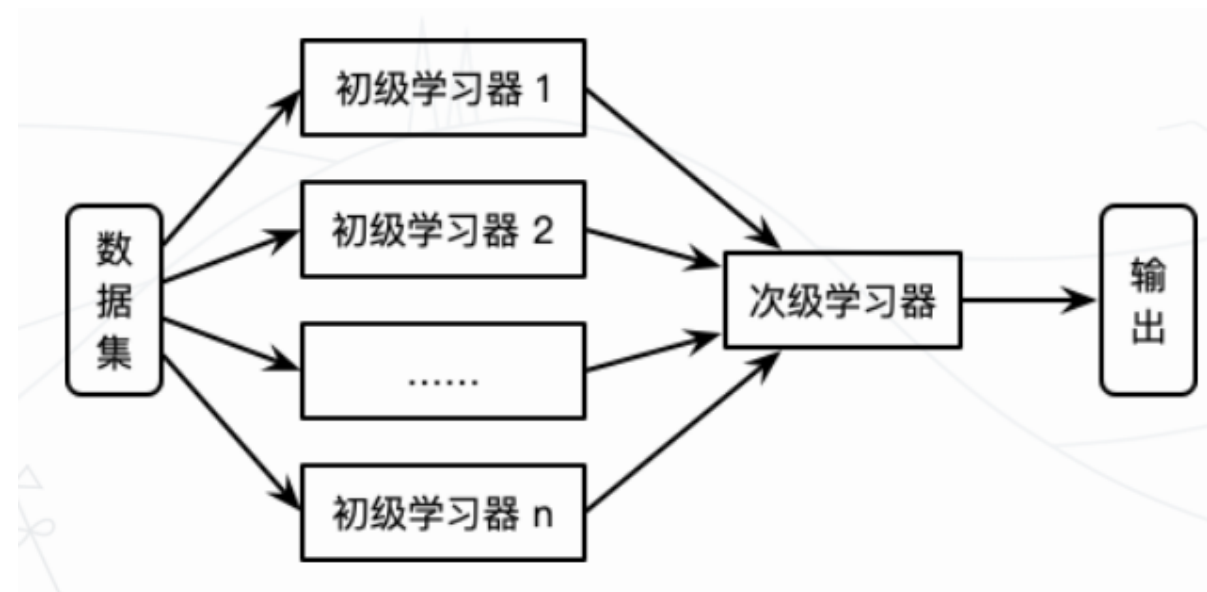 数
据
集
初级学习器 1
初级学习器 2
......
初级学习器 n
次级学习器
输
出